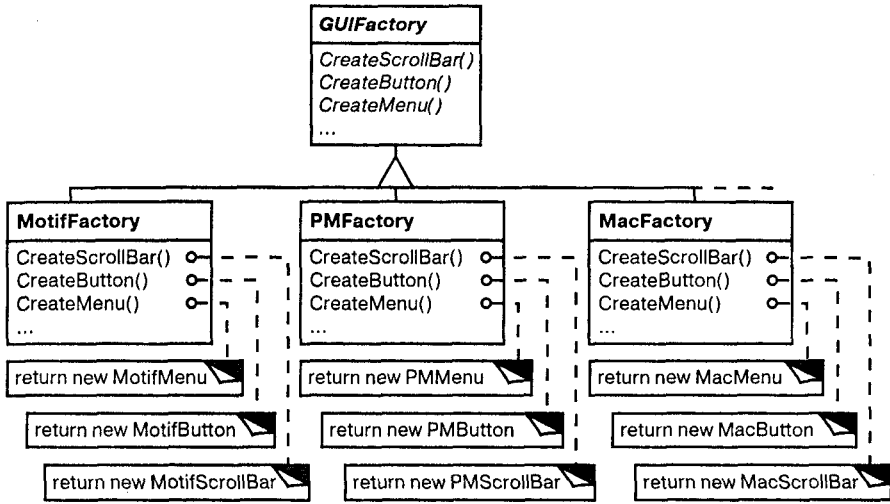 GUIFactory
CreateScrollBar()
CreateButton()
CreateMenu()
...
MotifFactory
CreateScrollBar()
CreateButton()
CreateMenu()
...
PMFactory
CreateScrollBar()
CreateButton()
CreateMenu()
...
MacFactory
CreateScrollBar()
CreateButton()
CreateMenu()
...
return new MotifMenu
return new PMMenu
return new MacMenu
return new MotifButton
return new PMButton
return new MacButton
return new MotifScrollBar
return new PMScrollBar
return new MacScrollBar